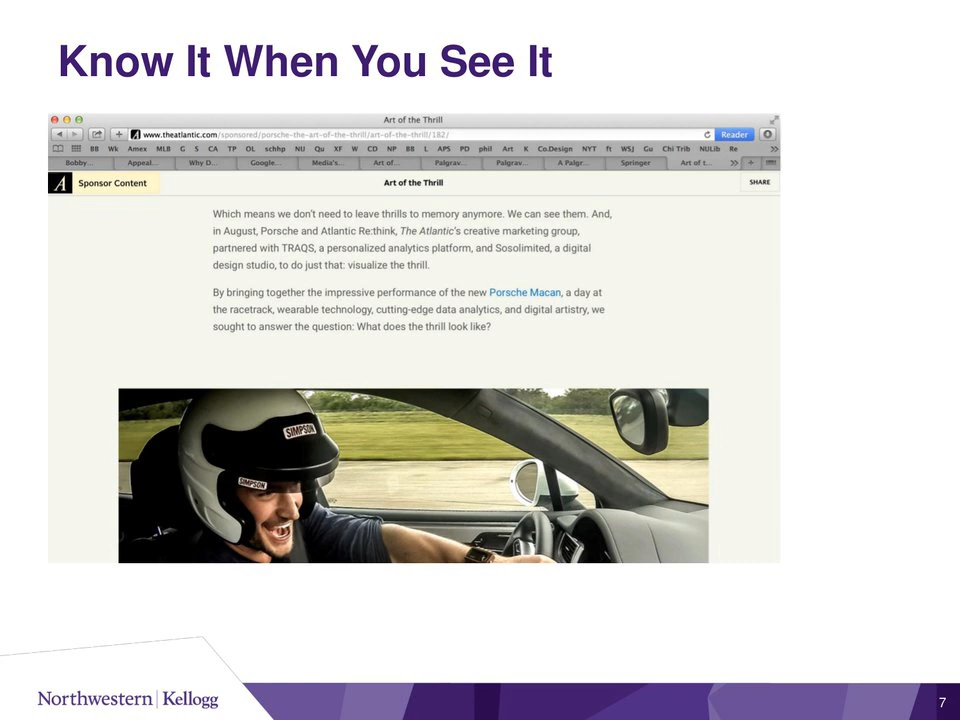 Know It When You See It
Art of the Thrill
www.theatlantic.com/sponsored/porsche-the-art-of-the-thrill/art-of-the-thrill/182/
Reader
BB Wk Amex MLB G S CA TP OL schhp NU Qu XF W CD NP BB L APS PD phil Art K Co.Design NYT ft WSJ Gu Chi Trib NULib Re
Bobby... Appeal... Why D... Google... Media's... Art of... Palgrav... Palgrav... A Palgr... Springer Art of t...
A Sponsor Content Art of the Thrill SHARE
Which means we don't need to leave thrills to memory anymore. We can see them. And,
in August, Porsche and Atlantic Re:think, The Atlantic's creative marketing group,
partnered with TRAQS, a personalized analytics platform, and Sosolimited, a digital
design studio, to do just that: visualize the thrill.
By bringing together the impressive performance of the new Porsche Macan, a day at
the racetrack, wearable technology, cutting-edge data analytics, and digital artistry, we
sought to answer the question: What does the thrill look like?
SIMPSON
SIMPSON
Northwestern | Kellogg
7